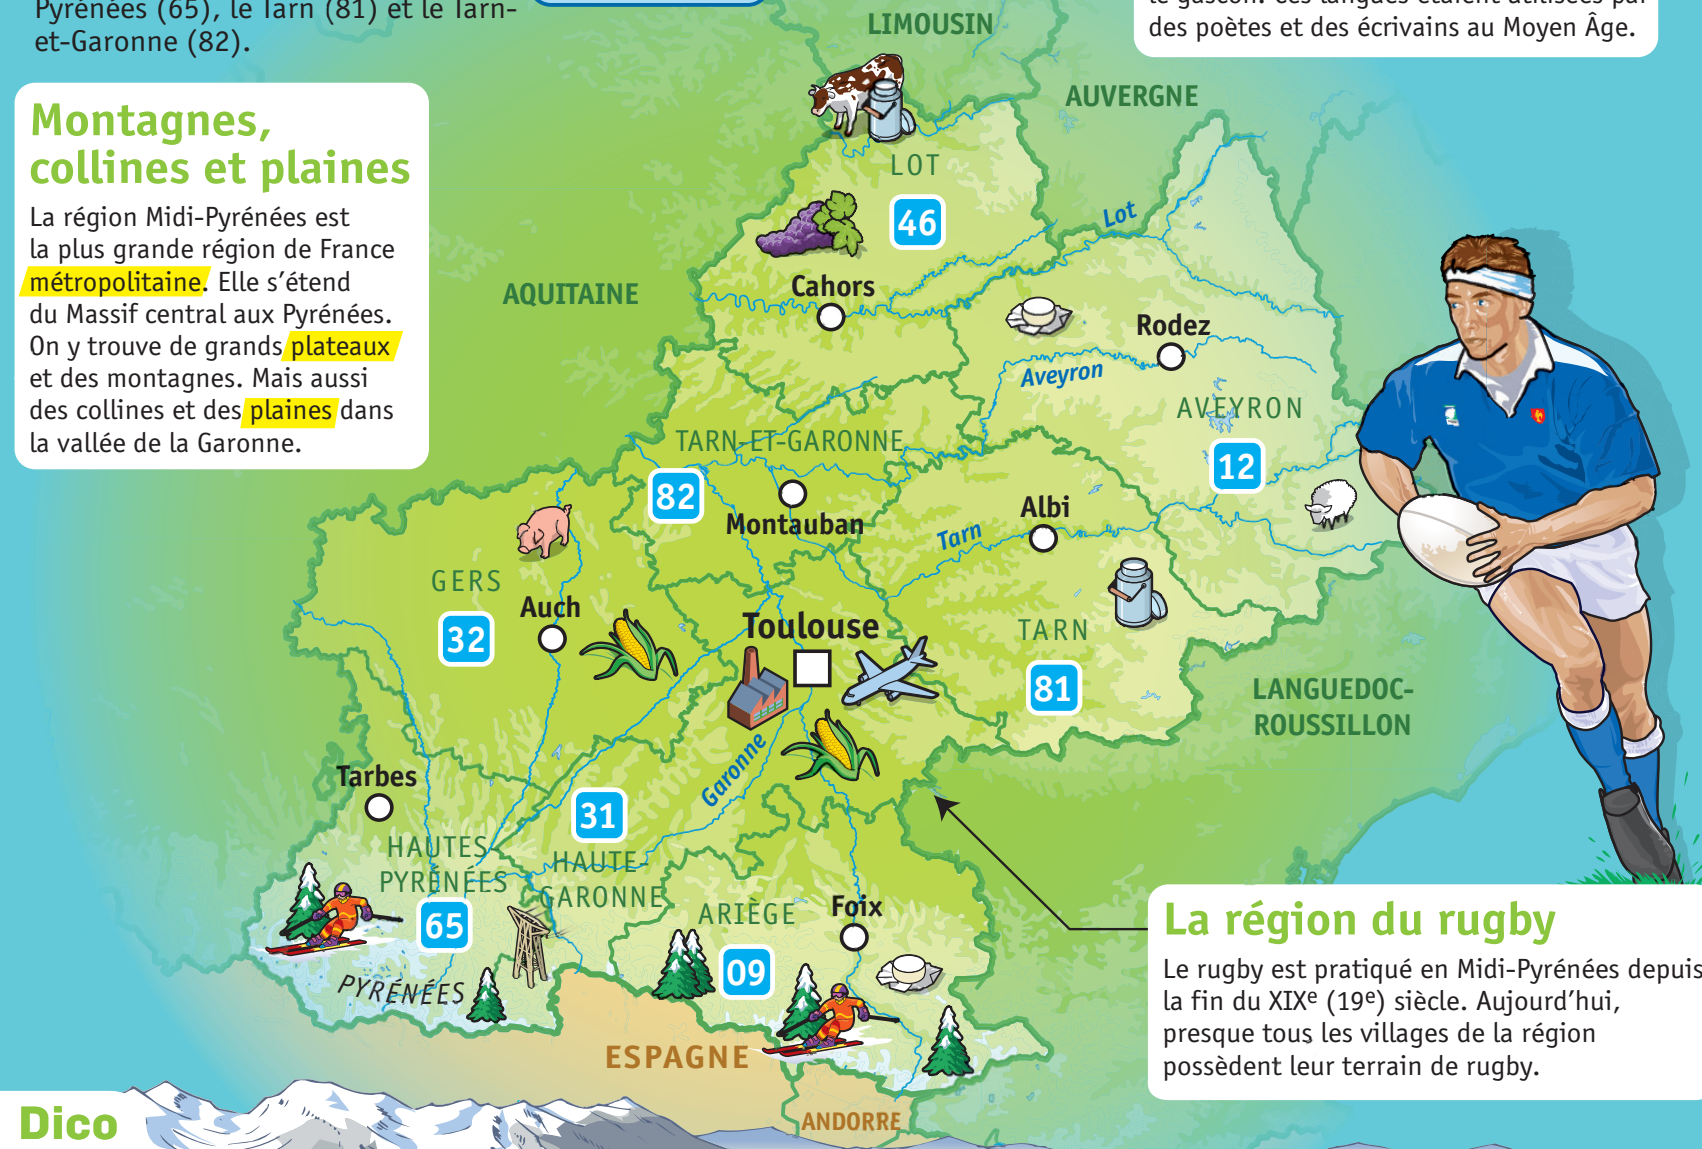 Pyrénées (65), le Tarn (81) et le Tarn-
et-Garonne (82).
des poètes et des écrivains au Moyen Âge.
Montagnes,
collines et plaines
La région Midi-Pyrénées est
la plus grande région de France
métropolitaine. Elle s’étend
du Massif central aux Pyrénées.
On y trouve de grands plateaux
et des montagnes. Mais aussi
des collines et des plaines dans
la vallée de la Garonne.
LIMOUSIN
AUVERGNE
LOT
46
Lot
Cahors
AQUITAINE
Rodez
Aveyron
AVEYRON
12
TARN-ET-GARONNE
82
Montauban
Albi
Tarn
GERS
Auch
32
Toulouse
TARN
81
LANGUEDOC-
ROUSSILLON
Garonne
Tarbes
31
HAUTES-
PYRÉNÉES
65
HAUTE-
GARONNE
ARIÈGE
Foix
09
PYRÉNÉES
ESPAGNE
ANDORRE
La région du rugby
Le rugby est pratiqué en Midi-Pyrénées depuis
la fin du XIXe (19e) siècle. Aujourd’hui,
presque tous les villages de la région
possèdent leur terrain de rugby.
Dico